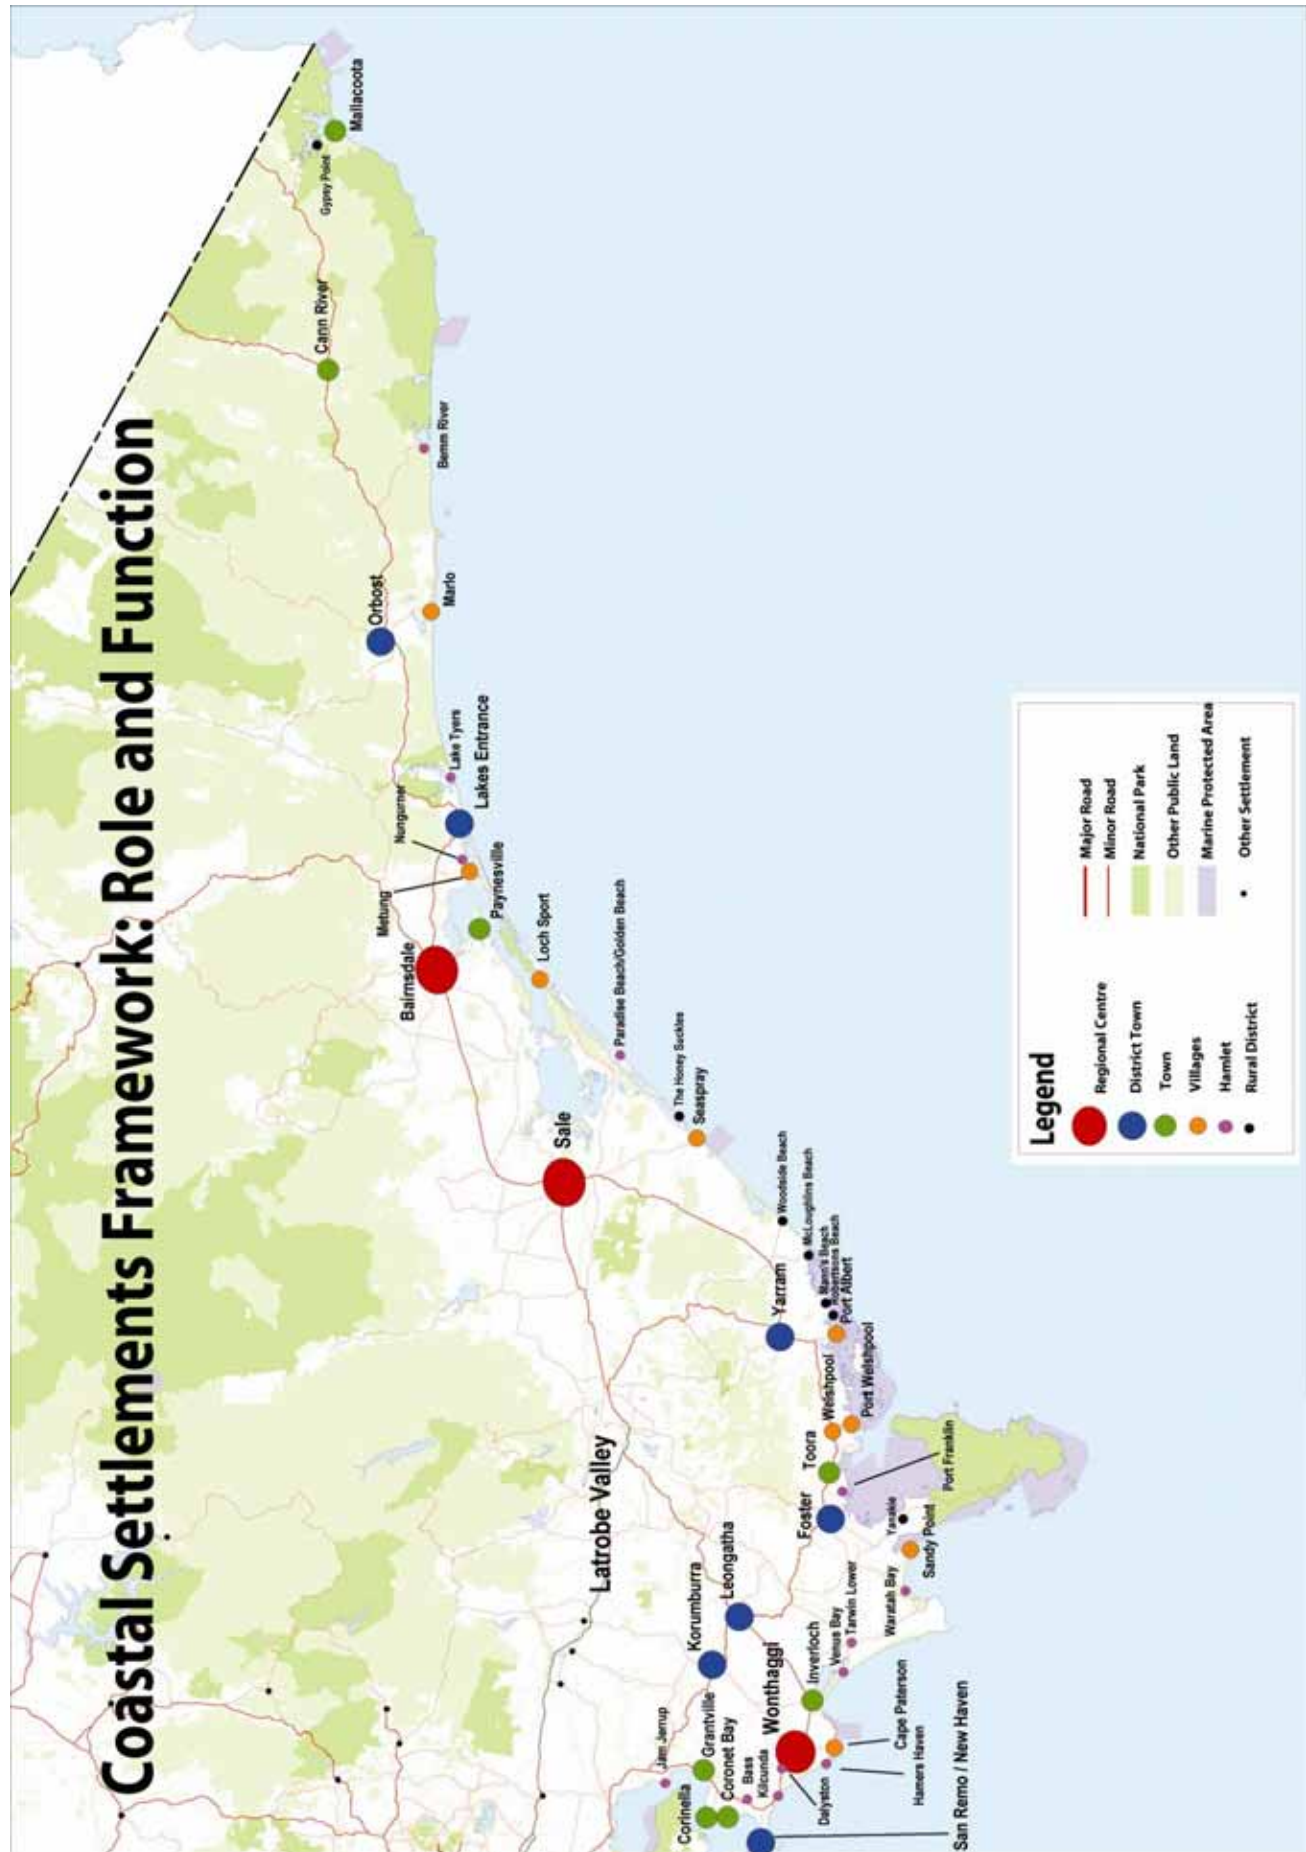 Coastal Settlements Framework: Role and Function
Mallacoota
Gypsy Point
Cann River
Bemm River
Marlo
Orbost
Lake Tyers
Lakes Entrance
Nungurner
Metung
Paynesville
Bairnsdale
Loch Sport
Paradise Beach/Golden Beach
The Honey Suckles
Seaspray
Sale
Woodside Beach
McLoughlins Beach
Mann's Beach
Robertsons Beach
Port Albert
Yarram
Welshpool
Port Welshpool
Toora
Port Franklin
Foster
Yanakie
Sandy Point
Waratah Bay
Latrobe Valley
Leongatha
Korumburra
Tarwin Lower
Venus Bay
Inverloch
Wonthaggi
Cape Paterson
Hamers Haven
Dalyston
Kilcunda
Bass
Jam Jerrup
Grantville
Coronet Bay
Corinella
San Remo / New Haven
Legend
Regional Centre
District Town
Town
Villages
Hamlet
Rural District
Major Road
Minor Road
National Park
Other Public Land
Marine Protected Area
Other Settlement